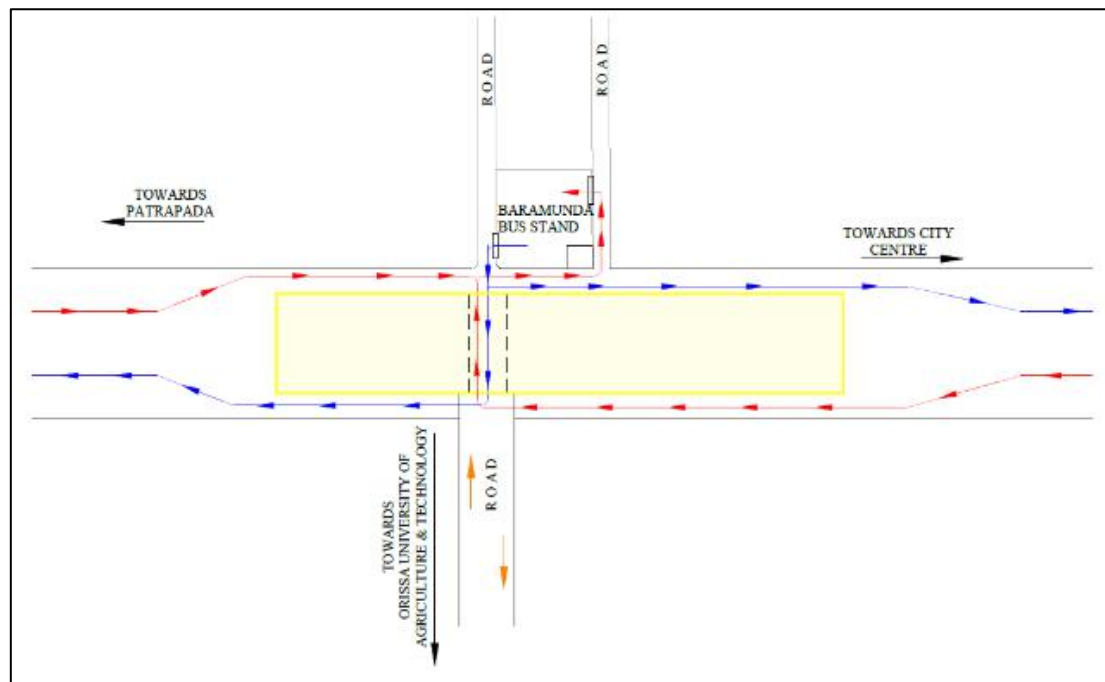 ROAD
ROAD
TOWARDS
PATRAPADA
BARAMUNDA
BUS STAND
TOWARDS CITY
CENTRE
TOWARDS
ORISSA UNIVERSITY OF
AGRICULTURE & TECHNOLOGY
ROAD